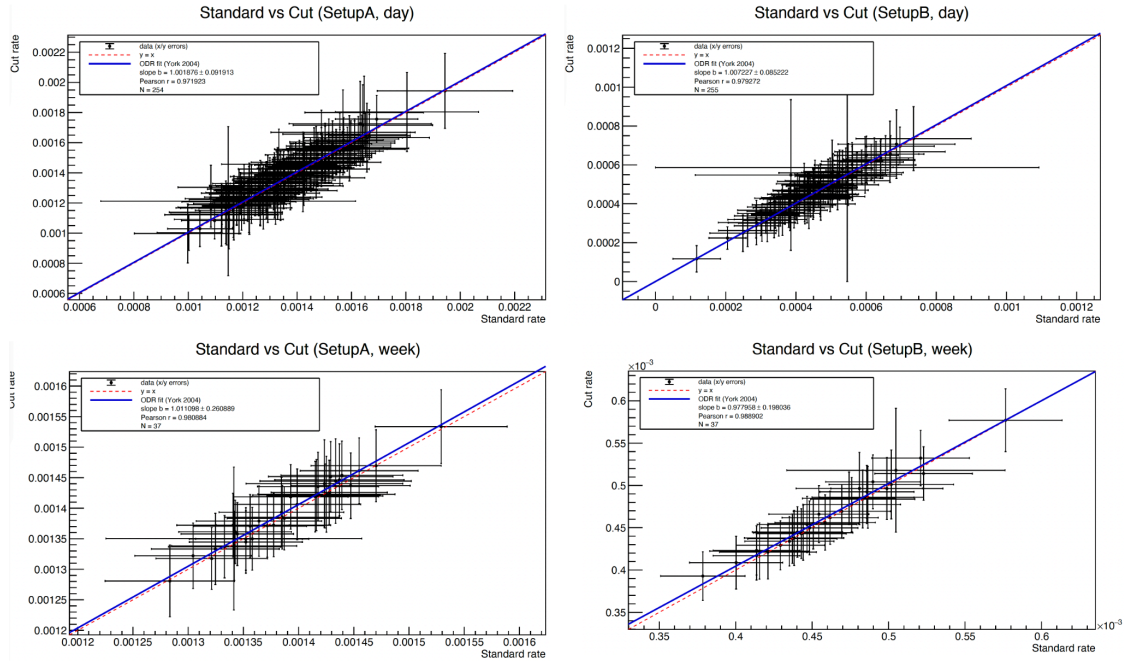 Standard vs Cut (SetupA, day)
Cut rate
0.0022
0.002
0.0018
0.0016
0.0014
0.0012
0.001
0.0008
0.0006
data (x/y errors)
y = x
ODR fit (York 2004)
slope b = 1.001876 ± 0.091913
Pearson r = 0.971923
N = 254
0.0006 0.0008 0.001 0.0012 0.0014 0.0016 0.0018 0.002 0.0022
Standard rate
Standard vs Cut (SetupB, day)
Cut rate
0.0012
0.001
0.0008
0.0006
0.0004
0.0002
0
data (x/y errors)
y = x
ODR fit (York 2004)
slope b = 1.007227 ± 0.085222
Pearson r = 0.979272
N = 255
0 0.0002 0.0004 0.0006 0.0008 0.001 0.0012
Standard rate
Standard vs Cut (SetupA, week)
Cut rate
0.0016
0.00155
0.0015
0.00145
0.0014
0.00135
0.0013
0.00125
0.0012
data (x/y errors)
y = x
ODR fit (York 2004)
slope b = 1.011098 ± 0.260889
Pearson r = 0.980884
N = 37
0.0012 0.00125 0.0013 0.00135 0.0014 0.00145 0.0015 0.00155 0.0016
Standard rate
Standard vs Cut (SetupB, week)
×10⁻³
Cut rate
0.6
0.55
0.5
0.45
0.4
0.35
data (x/y errors)
y = x
ODR fit (York 2004)
slope b = 0.977958 ± 0.198036
Pearson r = 0.988902
N = 37
0.35 0.4 0.45 0.5 0.55 0.6
×10⁻³
Standard rate